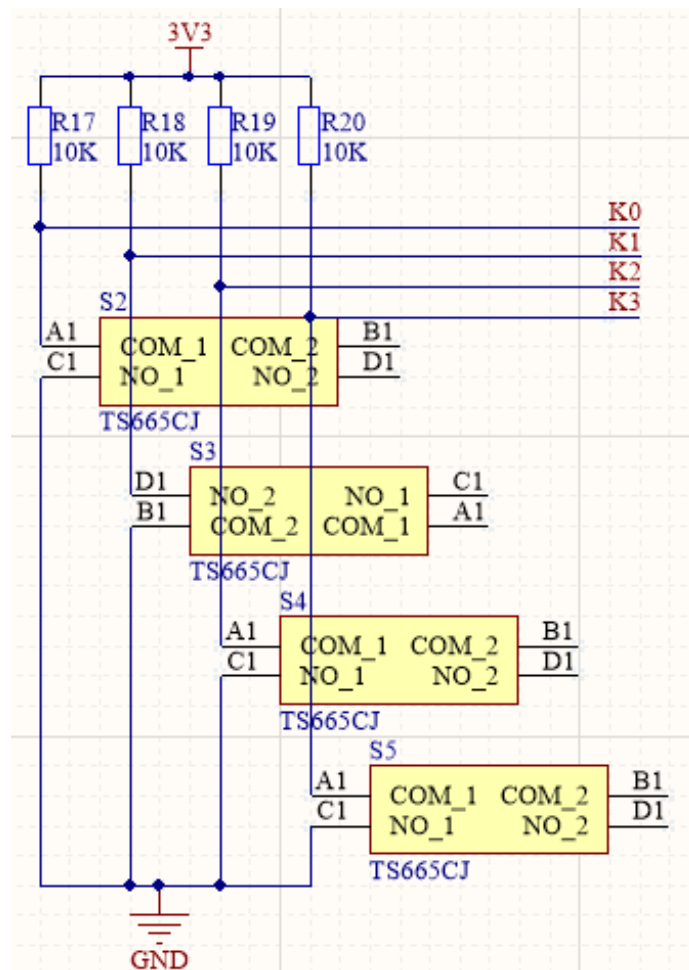 3V3
R17 R18 R19 R20
10K 10K 10K 10K
K0
K1
K2
K3
S2
A1 COM_1 COM_2 B1
C1 NO_1 NO_2 D1
TS665CJ
S3
D1 NO_2 NO_1 C1
B1 COM_2 COM_1 A1
TS665CJ
S4
A1 COM_1 COM_2 B1
C1 NO_1 NO_2 D1
TS665CJ
S5
A1 COM_1 COM_2 B1
C1 NO_1 NO_2 D1
TS665CJ
GND